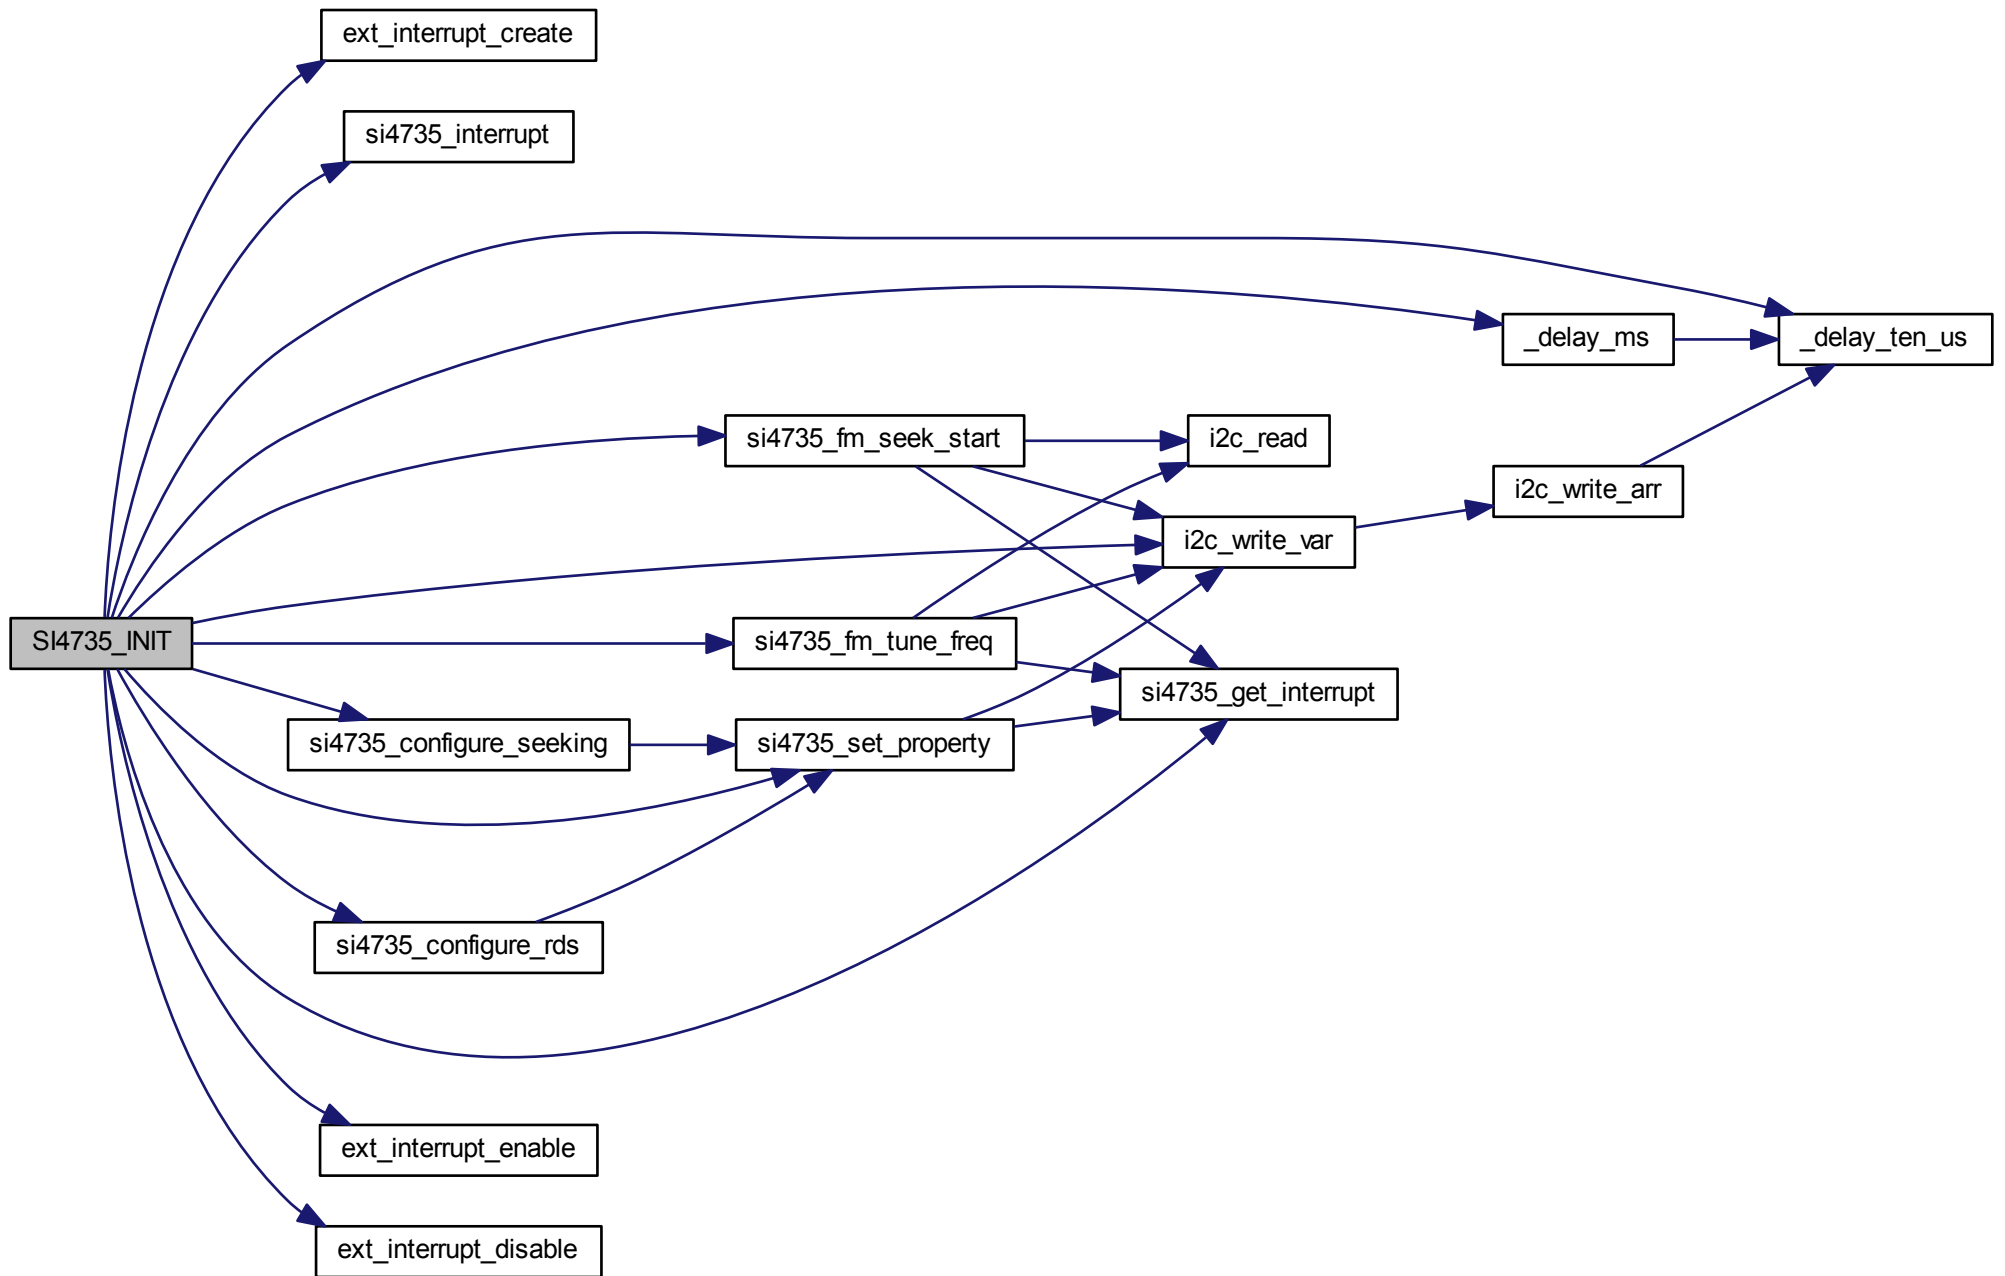 ext_interrupt_create
si4735_interrupt
_delay_ms
_delay_ten_us
si4735_fm_seek_start
i2c_read
i2c_write_arr
i2c_write_var
SI4735_INIT
si4735_fm_tune_freq
si4735_get_interrupt
si4735_configure_seeking
si4735_set_property
si4735_configure_rds
ext_interrupt_enable
ext_interrupt_disable